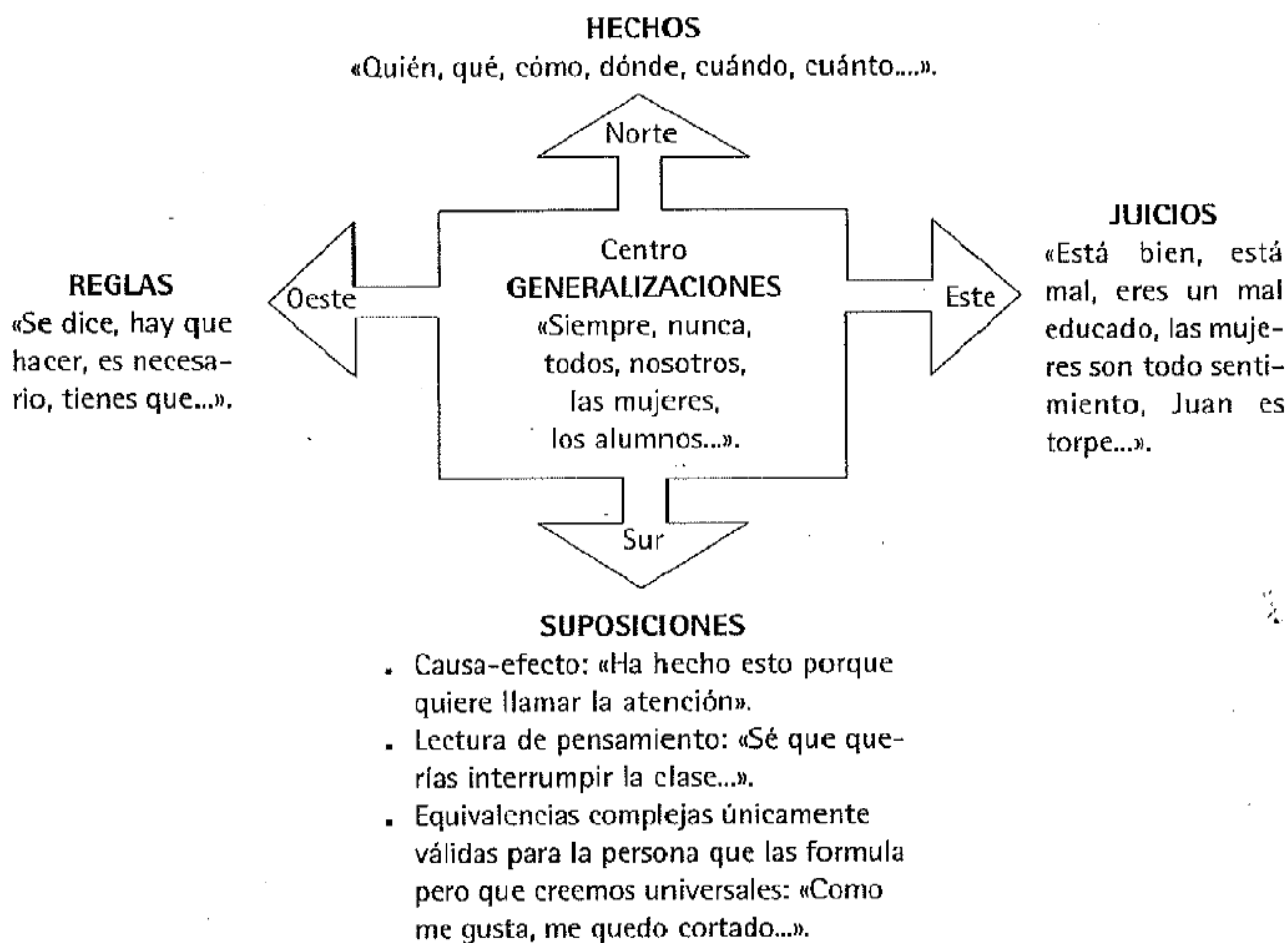 HECHOS
«Quién, qué, cómo, dónde, cuándo, cuánto....».
Norte
REGLAS
«Se dice, hay que
hacer, es necesa-
rio, tienes que...».
Oeste
Centro
GENERALIZACIONES
«Siempre, nunca,
todos, nosotros,
las mujeres,
los alumnos...».
Este
JUICIOS
«Está bien, está
mal, eres un mal
educado, las muje-
res son todo senti-
miento, Juan es
torpe...».
Sur
SUPOSICIONES
. Causa-efecto: «Ha hecho esto porque
quiere llamar la atención».
. Lectura de pensamiento: «Sé que que-
rías interrumpir la clase...».
. Equivalencias complejas únicamente
válidas para la persona que las formula
pero que creemos universales: «Como
me gusta, me quedo cortado...».